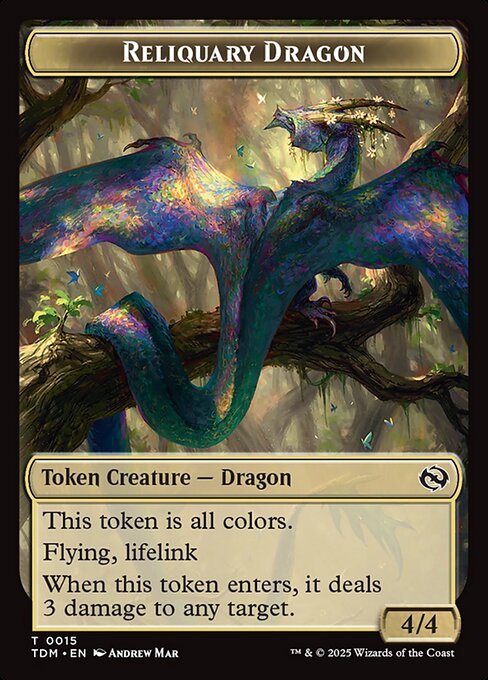 Reliquary Dragon
Token Creature — Dragon
This token is all colors.
Flying, lifelink
When this token enters, it deals
3 damage to any target.
4/4
T 0015
TDM • EN Andrew Mar
™ & © 2025 Wizards of the Coast